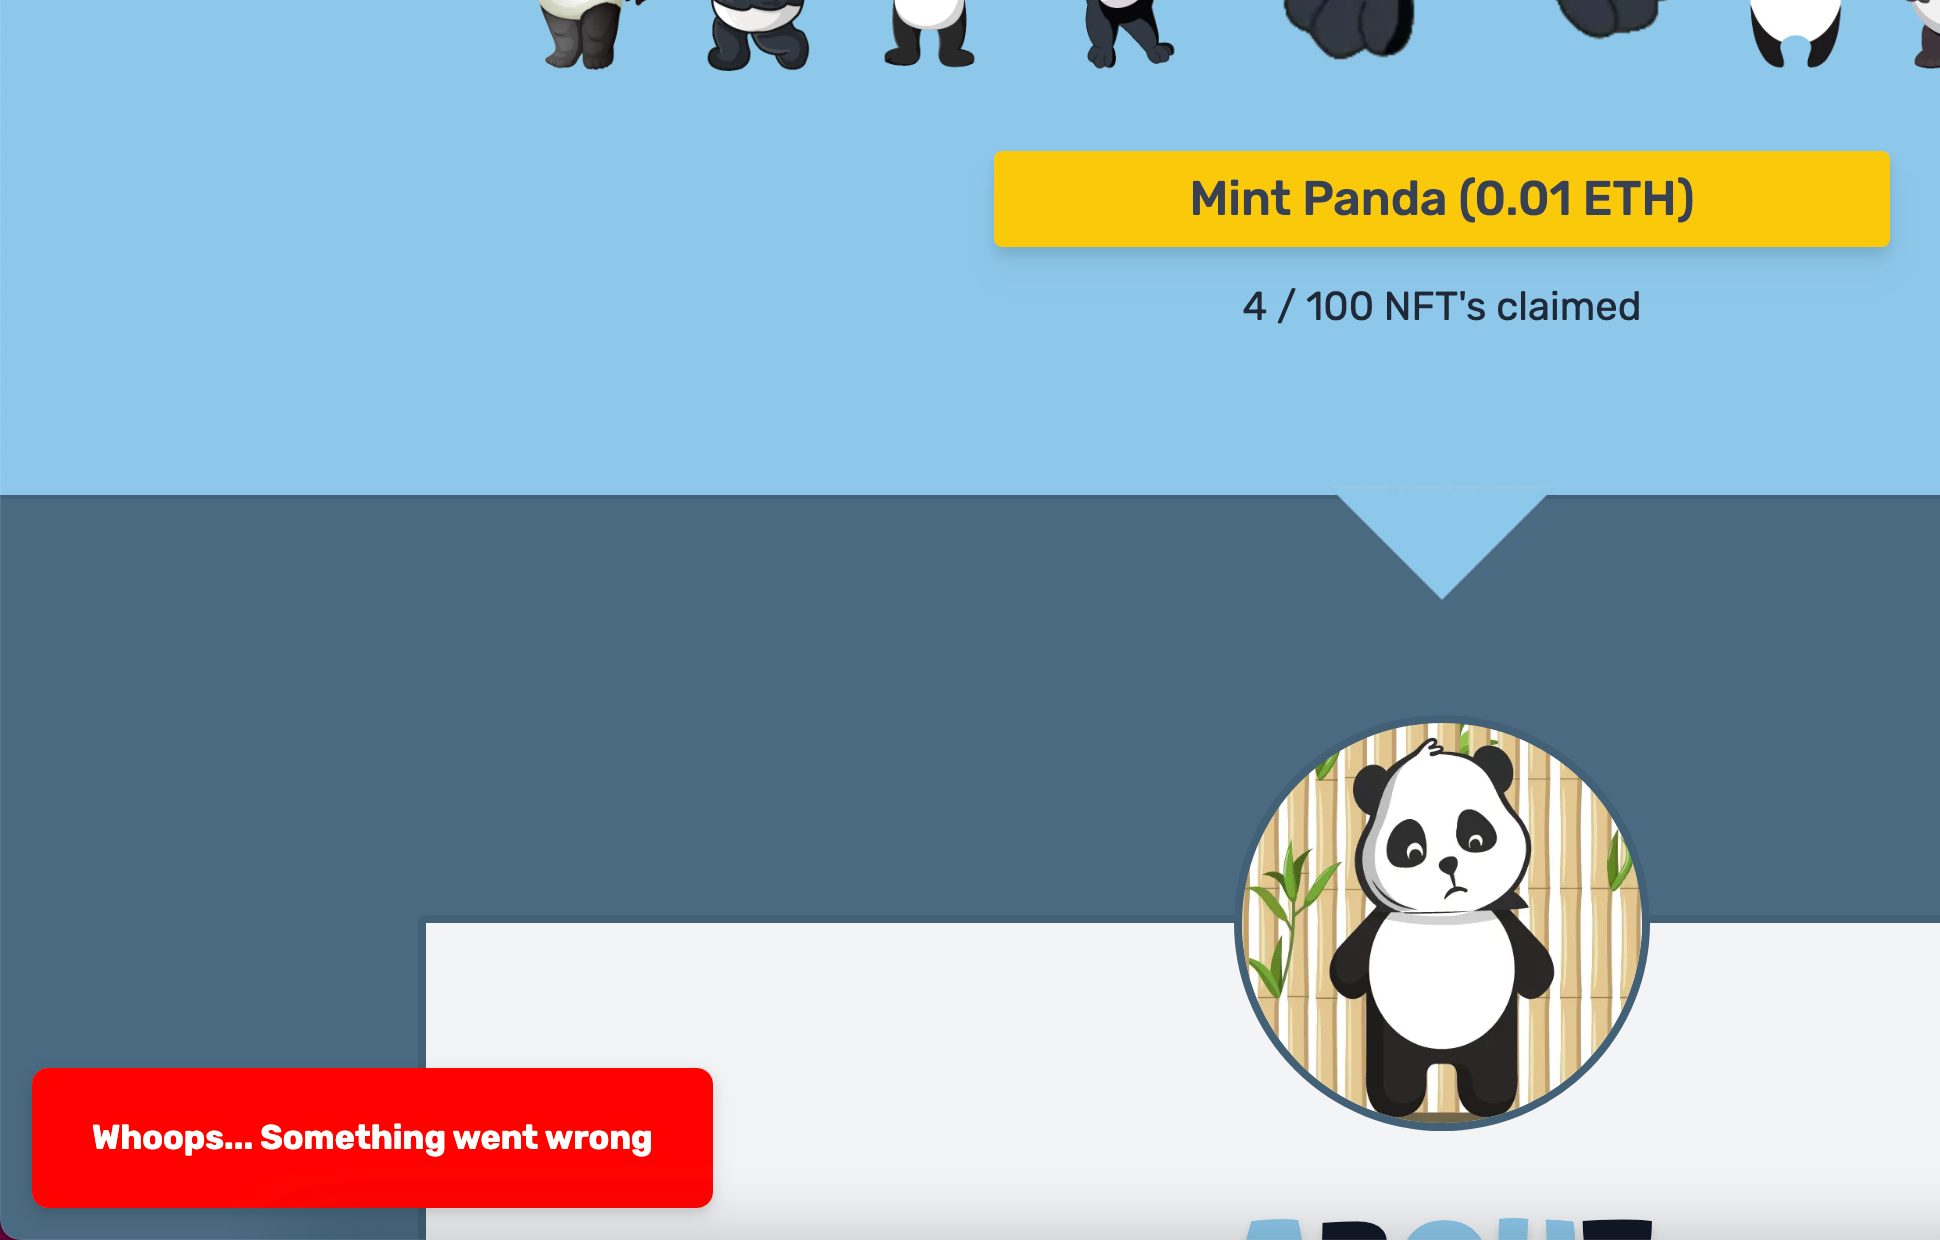 Mint Panda (0.01 ETH)
4 / 100 NFT's claimed
Whoops... Something went wrong